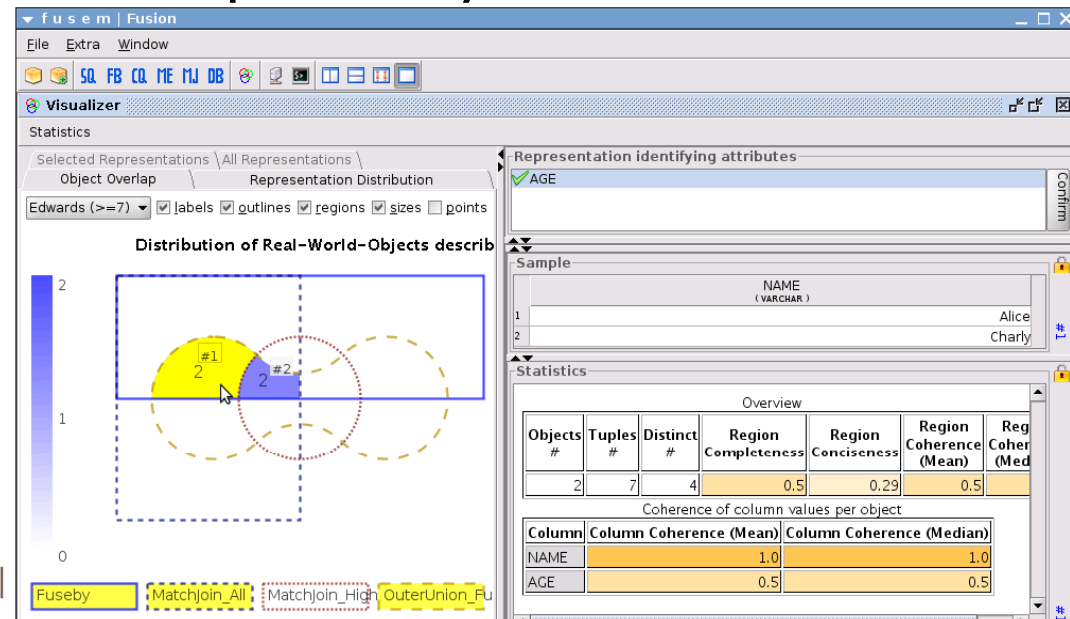 f u s e m | Fusion
File Extra Window
SQ FB CQ ME MJ DB
Visualizer
Statistics
Selected Representations All Representations
Object Overlap Representation Distribution
Edwards (>=7) labels outlines regions sizes points
Distribution of Real-World-Objects describ
2
1
0
#1
2
#2
2
Fuseby MatchJoin_All MatchJoin_High OuterUnion_Fu
Representation identifying attributes
AGE
Confirm
Sample
NAME
( VARCHAR )
1 Alice
2 Charly
#1
Statistics
Overview
Objects # Tuples # Distinct # Region Completeness Region Conciseness Region Coherence (Mean) Reg Coher (Med
2 7 4 0.5 0.29 0.5
Coherence of column values per object
Column Column Coherence (Mean) Column Coherence (Median)
NAME 1.0 1.0
AGE 0.5 0.5
#1